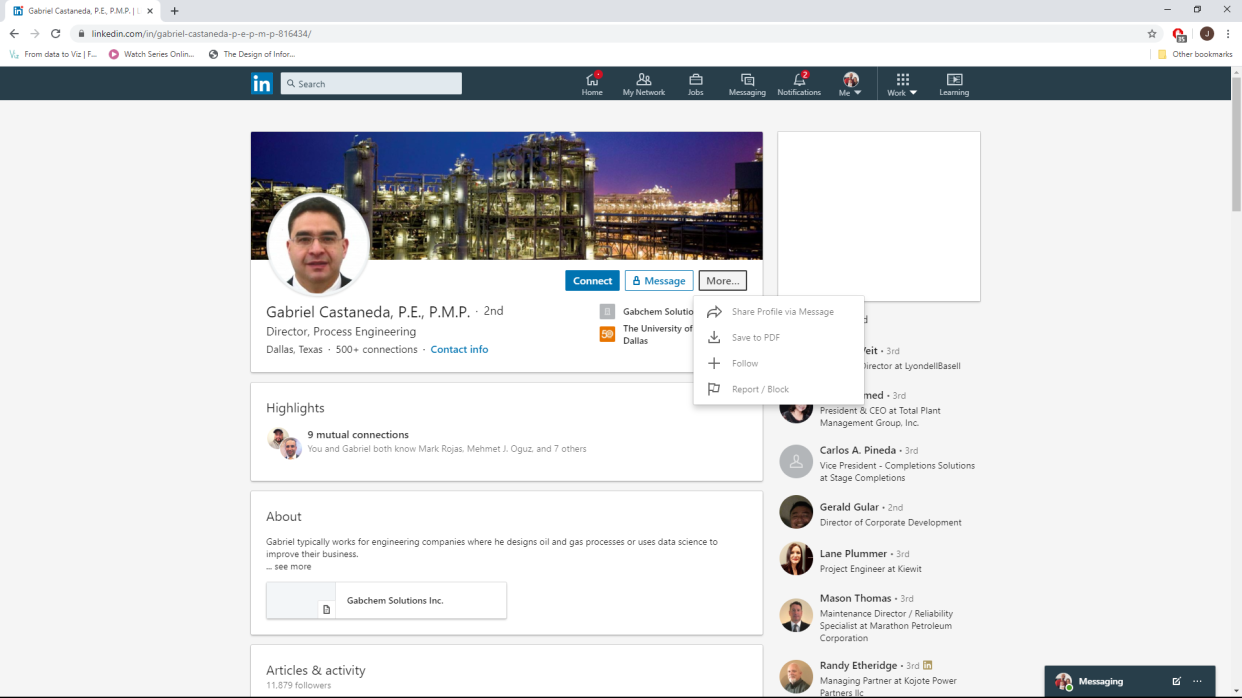 Gabriel Castaneda, P.E., P.M.P. |
linkedin.com/in/gabriel-castaneda-p-e-p-m-p-816434/
35
J
From data to Viz | F...
Watch Series Onlin...
The Design of Infor...
Other bookmarks
in
Search
Home
My Network
Jobs
Messaging
2
Notifications
Me
Work
Learning
Connect
Message
More...
Gabriel Castaneda, P.E., P.M.P. · 2nd
Director, Process Engineering
Dallas, Texas · 500+ connections · Contact info
Gabchem Solutio
50
The University of
Dallas
Share Profile via Message
Save to PDF
Follow
Report / Block
d
eit • 3rd
irector at LyondellBasell
med • 3rd
President & CEO at Total Plant
Management Group, Inc.
Carlos A. Pineda • 3rd
Vice President - Completions Solutions
at Stage Completions
Gerald Gular • 2nd
Director of Corporate Development
Lane Plummer • 3rd
Project Engineer at Kiewit
Mason Thomas • 3rd
Maintenance Director / Reliability
Specialist at Marathon Petroleum
Corporation
Randy Etheridge • 3rd in
Managing Partner at Kojote Power
Partners llc
Highlights
9 mutual connections
You and Gabriel both know Mark Rojas, Mehmet J. Oguz, and 7 others
About
Gabriel typically works for engineering companies where he designs oil and gas processes or uses data science to
improve their business.
... see more
Gabchem Solutions Inc.
Articles & activity
11,879 followers
Messaging